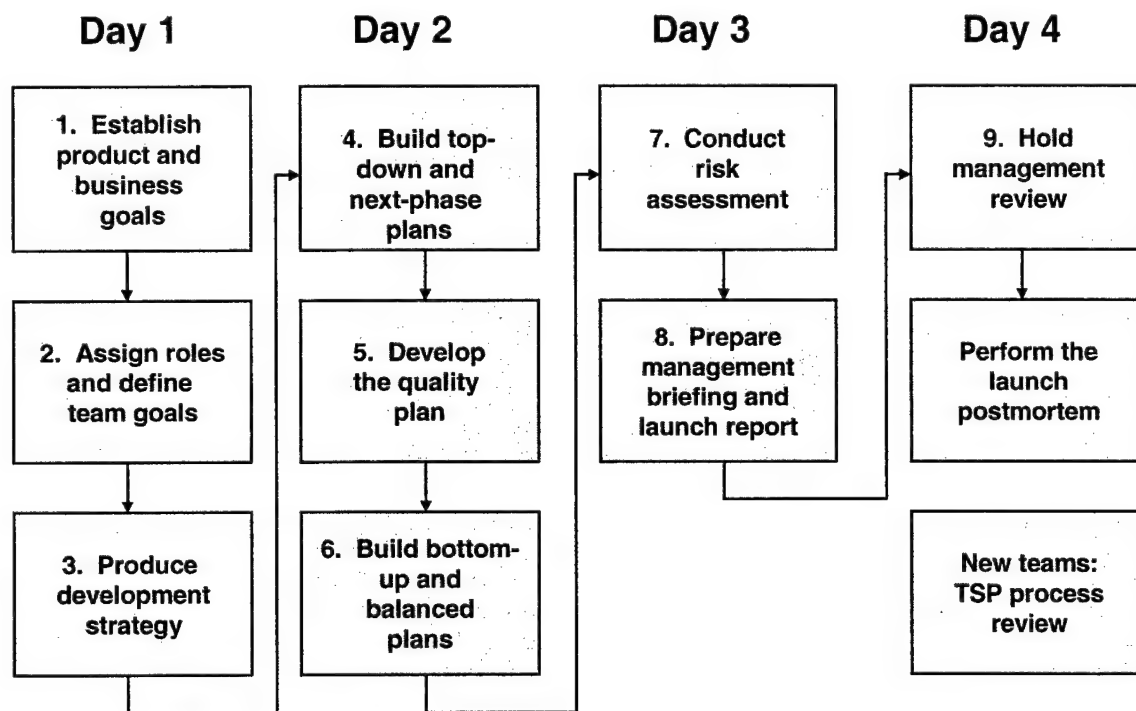 Day 1
Day 2
Day 3
Day 4
1. Establish
product and
business
goals
2. Assign roles
and define
team goals
3. Produce
development
strategy
4. Build top-
down and
next-phase
plans
5. Develop
the quality
plan
6. Build bottom-
up and
balanced
plans
7. Conduct
risk
assessment
8. Prepare
management
briefing and
launch report
9. Hold
management
review
Perform the
launch
postmortem
New teams:
TSP process
review